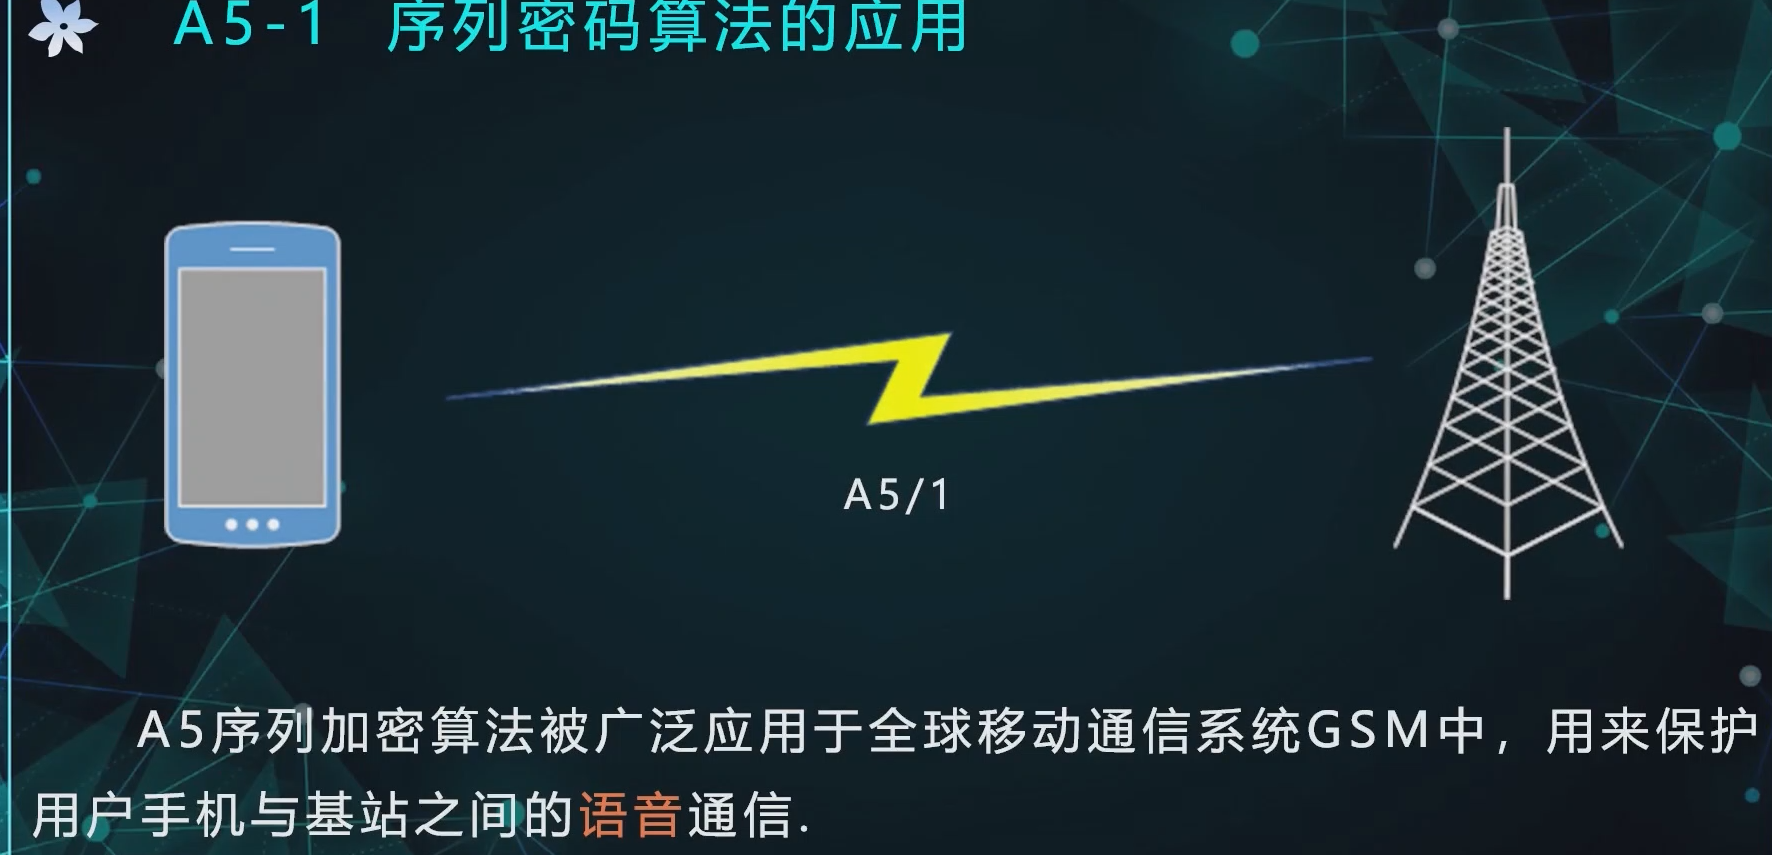 A5-1 序列密码算法的应用
A5/1
A5序列加密算法被广泛应用于全球移动通信系统GSM中，用来保护
用户手机与基站之间的语音通信.